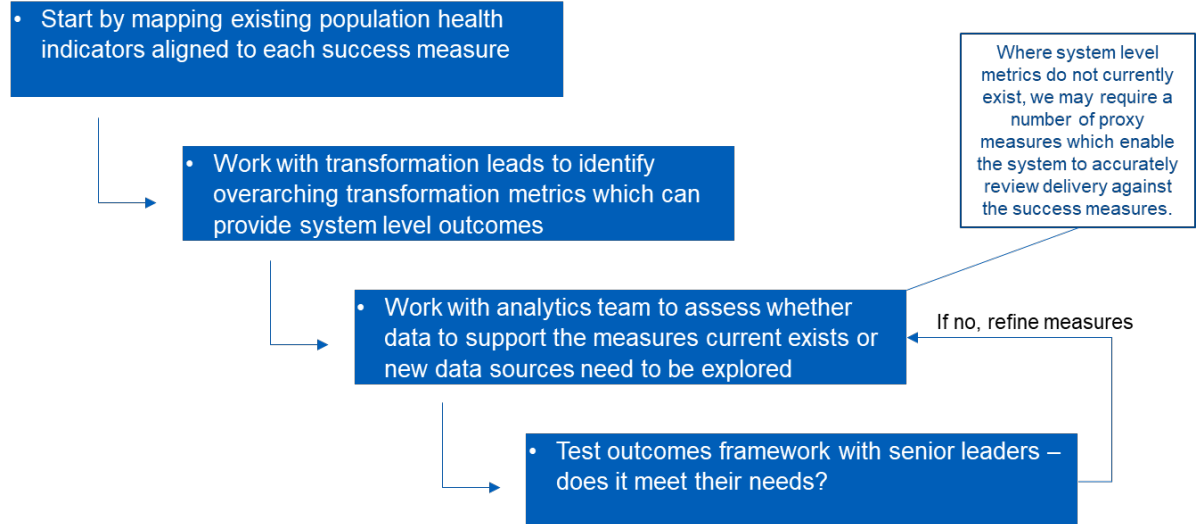 • Start by mapping existing population health
indicators aligned to each success measure
Where system level
metrics do not currently
exist, we may require a
number of proxy
measures which enable
the system to accurately
review delivery against
the success measures.
• Work with transformation leads to identify
overarching transformation metrics which can
provide system level outcomes
• Work with analytics team to assess whether
data to support the measures current exists or
new data sources need to be explored
If no, refine measures
• Test outcomes framework with senior leaders –
does it meet their needs?